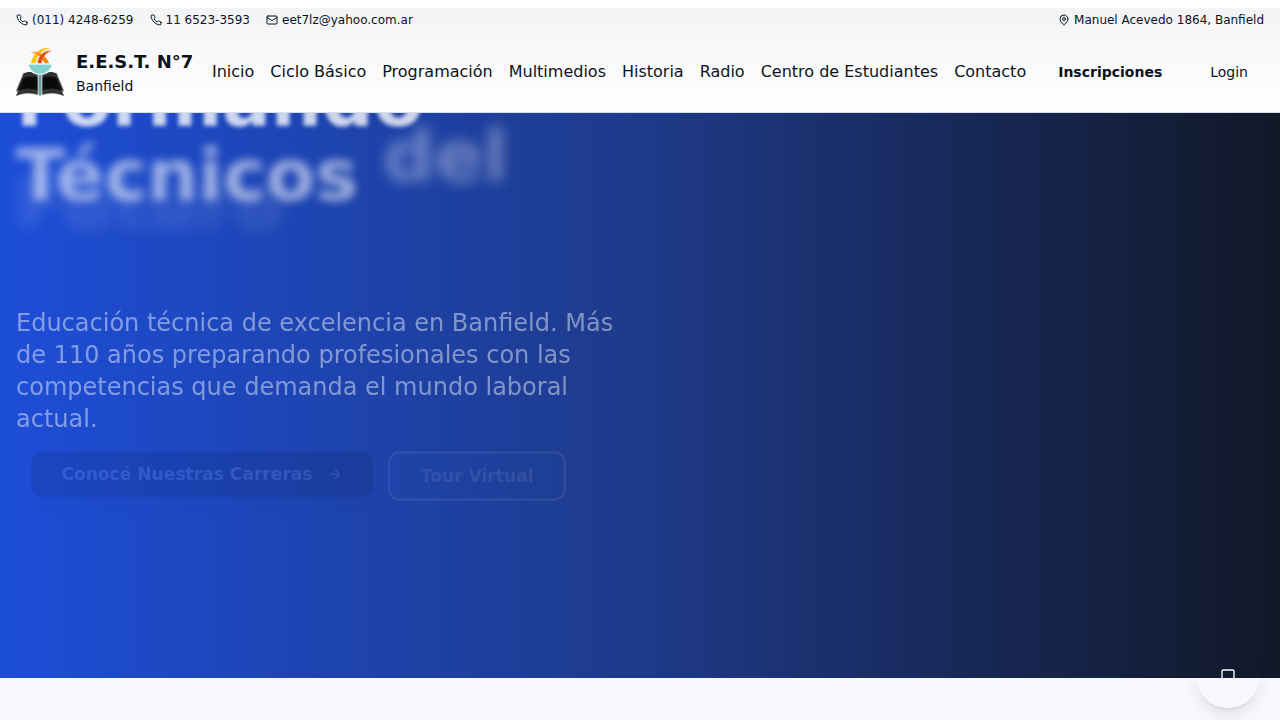 (011) 4248-6259 11 6523-3593 eet7lz@yahoo.com.ar Manuel Acevedo 1864, Banfield
E.E.S.T. N°7
Banfield
Inicio Ciclo Básico Programación Multimedios Historia Radio Centro de Estudiantes Contacto Inscripciones Login
Formando
Técnicos del
Futuro
Educación técnica de excelencia en Banfield. Más
de 110 años preparando profesionales con las
competencias que demanda el mundo laboral
actual.
Conocé Nuestras Carreras
Tour Virtual